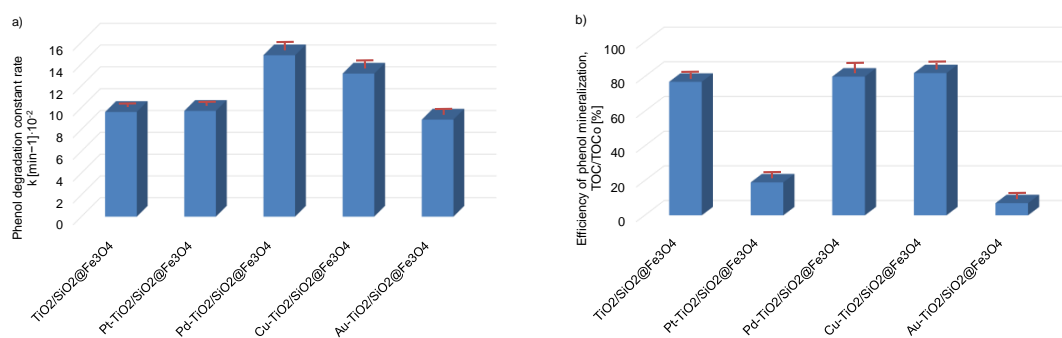 a)
Phenol degradation constant rate
k [min−1]·10⁻²
16
14
12
10
8
6
4
2
0
TiO2/SiO2@Fe3O4
Pt-TiO2/SiO2@Fe3O4
Pd-TiO2/SiO2@Fe3O4
Cu-TiO2/SiO2@Fe3O4
Au-TiO2/SiO2@Fe3O4
b)
Efficiency of phenol mineralization,
TOC/TOCo [%]
100
80
60
40
20
0
TiO2/SiO2@Fe3O4
Pt-TiO2/SiO2@Fe3O4
Pd-TiO2/SiO2@Fe3O4
Cu-TiO2/SiO2@Fe3O4
Au-TiO2/SiO2@Fe3O4